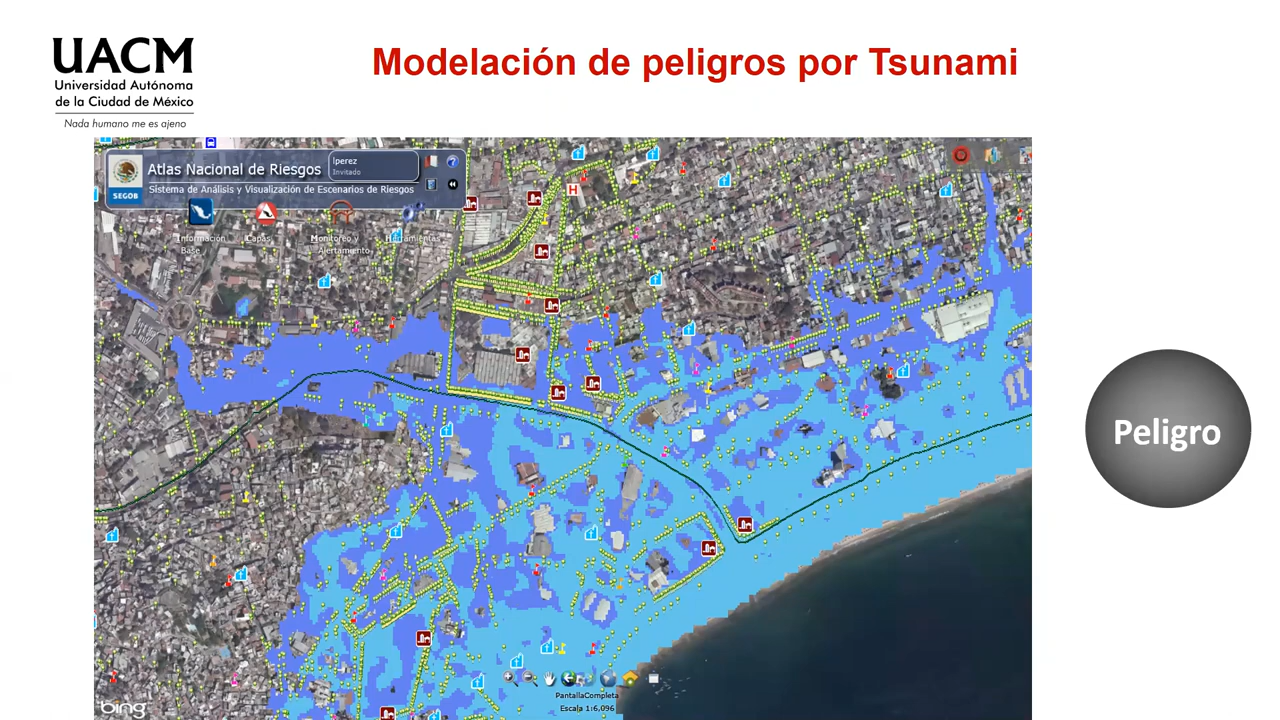 UACM
Universidad Autónoma
de la Ciudad de México
Nada humano me es ajeno
Modelación de peligros por Tsunami
SEGOB
Atlas Nacional de Riesgos
lperez
Invitado
Sistema de Análisis y Visualización de Escenarios de Riesgos
Información
Base
Capas
Monitoreo y
Alertamiento
Herramientas
H
Peligro
PantallaCompleta
Escala 1:6,096
bing